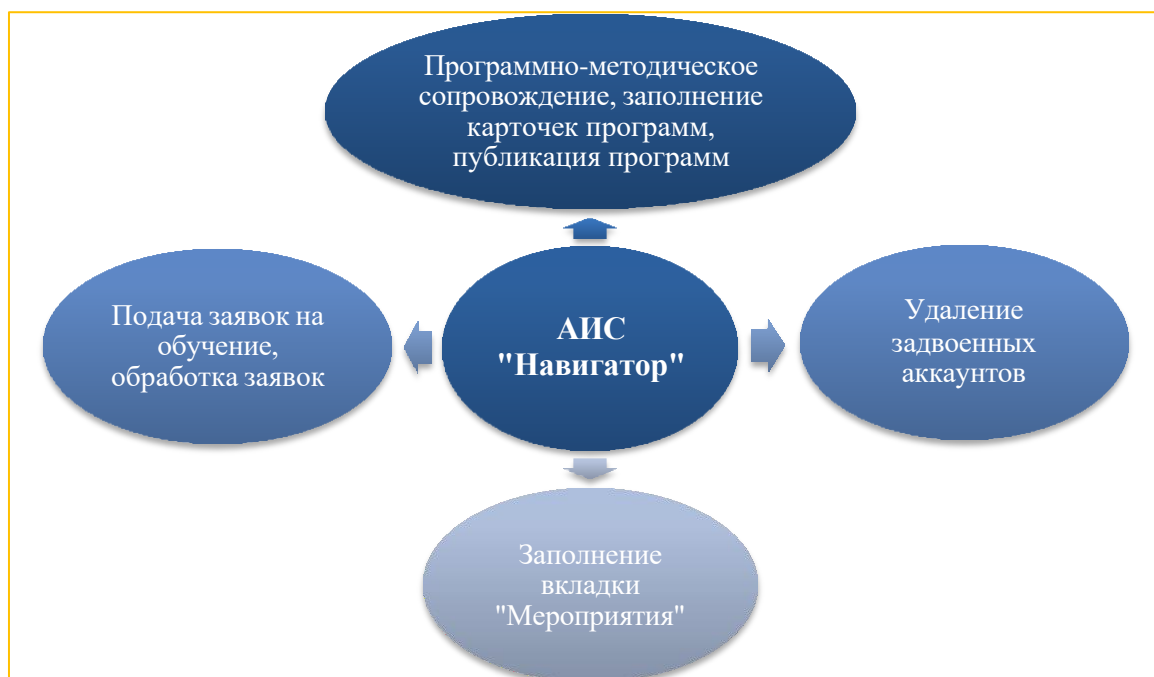 Программно-методическое
сопровождение, заполнение
карточек программ,
публикация программ
Подача заявок на
обучение,
обработка заявок
АИС
"Навигатор"
Удаление
задвоенных
аккаунтов
Заполнение
вкладки
"Мероприятия"